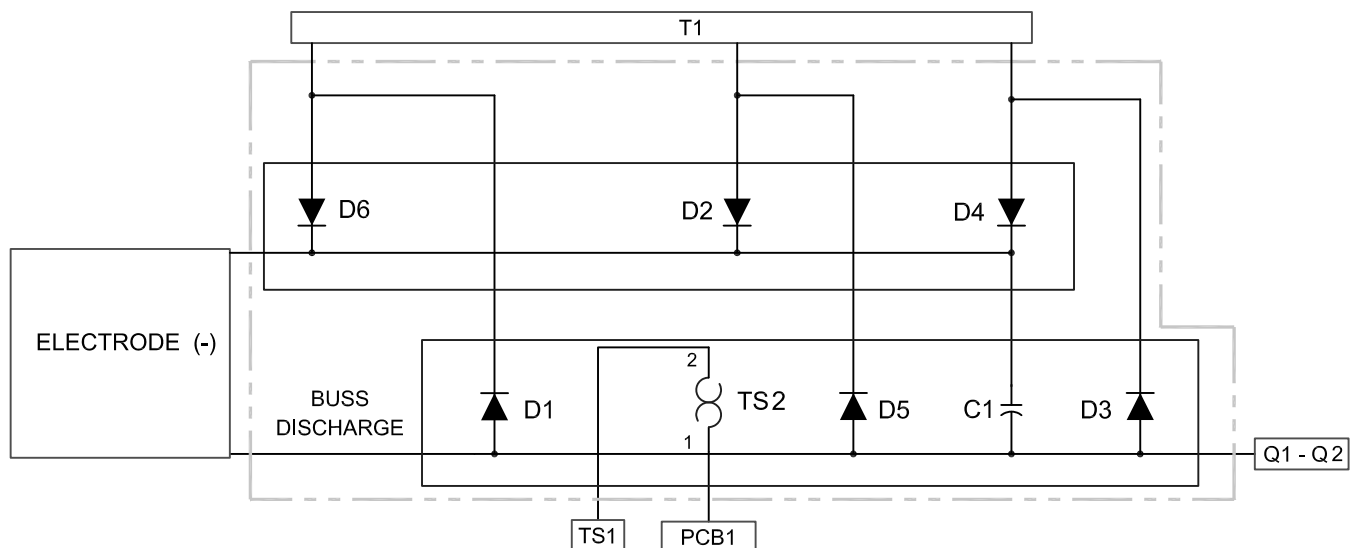 T1
D6
D2
D4
ELECTRODE (-)
BUSS
DISCHARGE
D1
2
TS2
1
D5
C1
D3
Q1 - Q2
TS1
PCB1